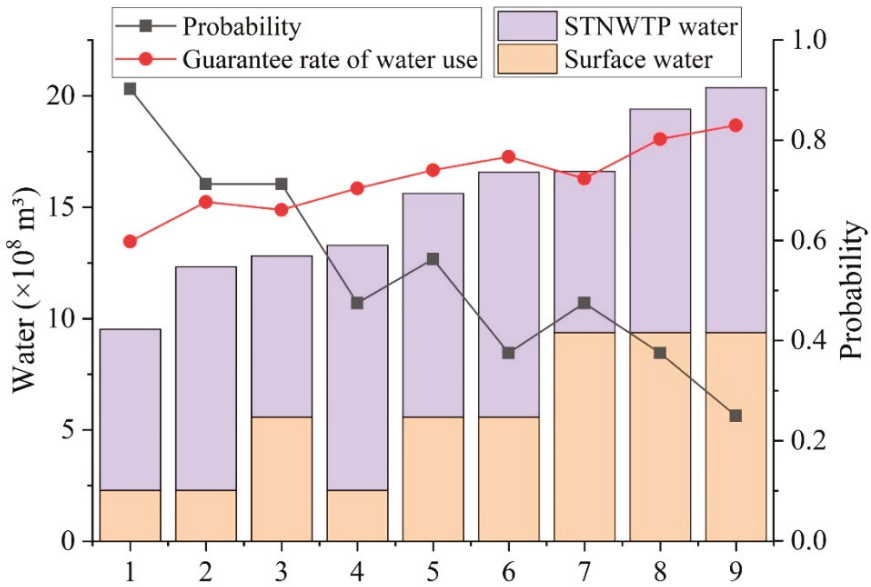 Probability
Guarantee rate of water use
STNWTP water
Surface water
Water (×10⁸ m³)
20
15
10
5
0
1.0
0.8
0.6
0.4
0.2
0.0
Probability
1 2 3 4 5 6 7 8 9